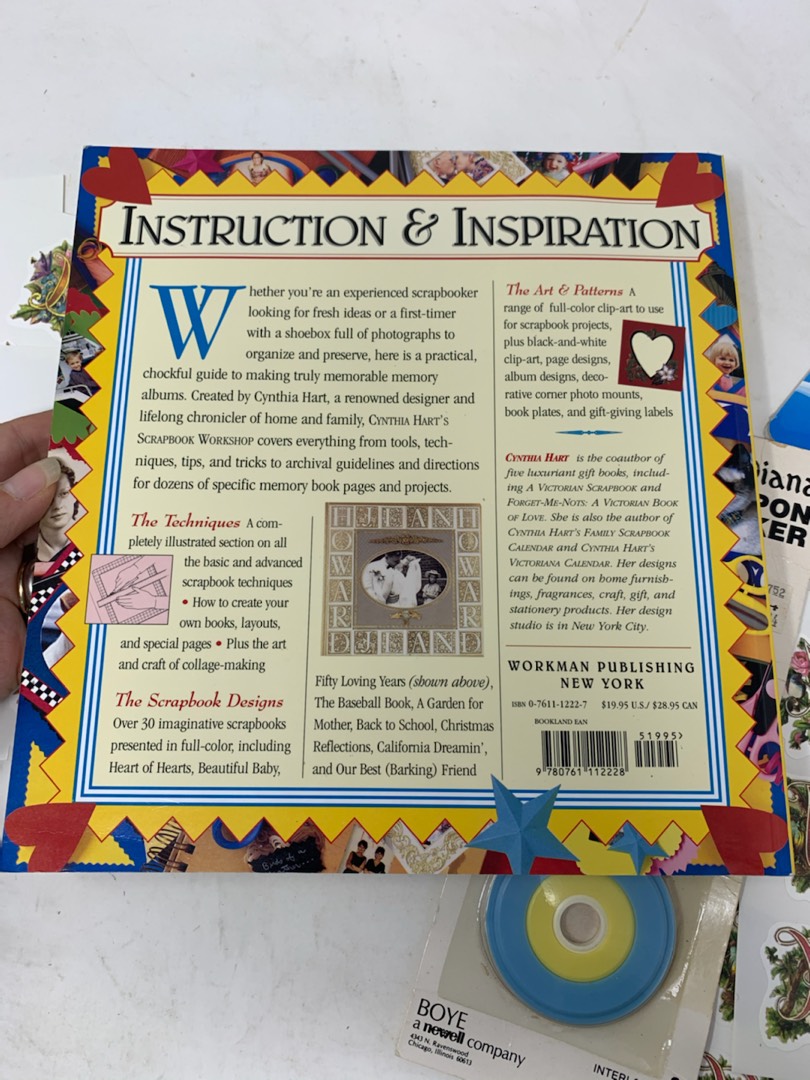 INSTRUCTION & INSPIRATION
Whether you're an experienced scrapbooker
looking for fresh ideas or a first-timer
with a shoebox full of photographs to
organize and preserve, here is a practical,
chockful guide to making truly memorable memory
albums. Created by Cynthia Hart, a renowned designer and
lifelong chronicler of home and family, CYNTHIA HART'S
SCRAPBOOK WORKSHOP covers everything from tools, tech-
niques, tips, and tricks to archival guidelines and directions
for dozens of specific memory book pages and projects.
The Techniques A com-
pletely illustrated section on all
the basic and advanced
scrapbook techniques
• How to create your
own books, layouts,
and special pages • Plus the art
and craft of collage-making
The Scrapbook Designs
Over 30 imaginative scrapbooks
presented in full-color, including
Heart of Hearts, Beautiful Baby,
Fifty Loving Years (shown above),
The Baseball Book, A Garden for
Mother, Back to School, Christmas
Reflections, California Dreamin',
and Our Best (Barking) Friend
The Art & Patterns A
range of full-color clip-art to use
for scrapbook projects,
plus black-and-white
clip-art, page designs,
album designs, deco-
rative corner photo mounts,
book plates, and gift-giving labels
CYNTHIA HART is the coauthor of
five luxuriant gift books, includ-
ing A VICTORIAN SCRAPBOOK and
FORGET-ME-NOTS: A VICTORIAN BOOK
OF LOVE. She is also the author of
CYNTHIA HART'S FAMILY SCRAPBOOK
CALENDAR and CYNTHIA HART'S
VICTORIANA CALENDAR. Her designs
can be found on home furnish-
ings, fragrances, craft, gift, and
stationery products. Her design
studio is in New York City.
WORKMAN PUBLISHING
NEW YORK
ISBN 0-7611-1222-7 $19.95 U.S./ $28.95 CAN
BOOKLAND EAN
51995>
9 780761 112228
BOYE
a newell company
4343 N. Ravenswood
Chicago, Illinois 60613
INTERL
iana
PON
KER
752